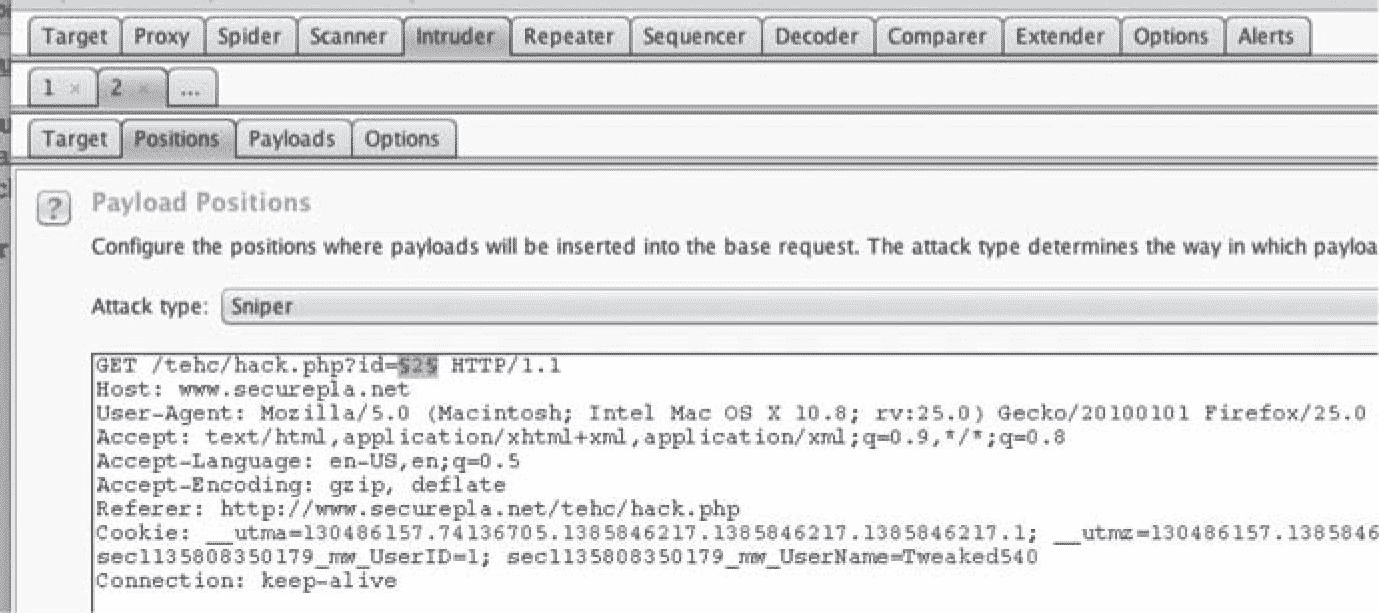 Target Proxy Spider Scanner Intruder Repeater Sequencer Decoder Comparer Extender Options Alerts
1 × 2 × ...
Target Positions Payloads Options
? Payload Positions
Configure the positions where payloads will be inserted into the base request. The attack type determines the way in which payloa
Attack type: Sniper
GET /tehc/hack.php?id=§2§ HTTP/1.1
Host: www.securepla.net
User-Agent: Mozilla/5.0 (Macintosh; Intel Mac OS X 10.8; rv:25.0) Gecko/20100101 Firefox/25.0
Accept: text/html,application/xhtml+xml,application/xml;q=0.9,*/*;q=0.8
Accept-Language: en-US,en;q=0.5
Accept-Encoding: gzip, deflate
Referer: http://www.securepla.net/tehc/hack.php
Cookie: __utma=130486157.74136705.1385846217.1385846217.1385846217.1; __utmz=130486157.1385846
sec1135808350179_mw_UserID=1; sec1135808350179_mw_UserName=Tweaked540
Connection: keep-alive